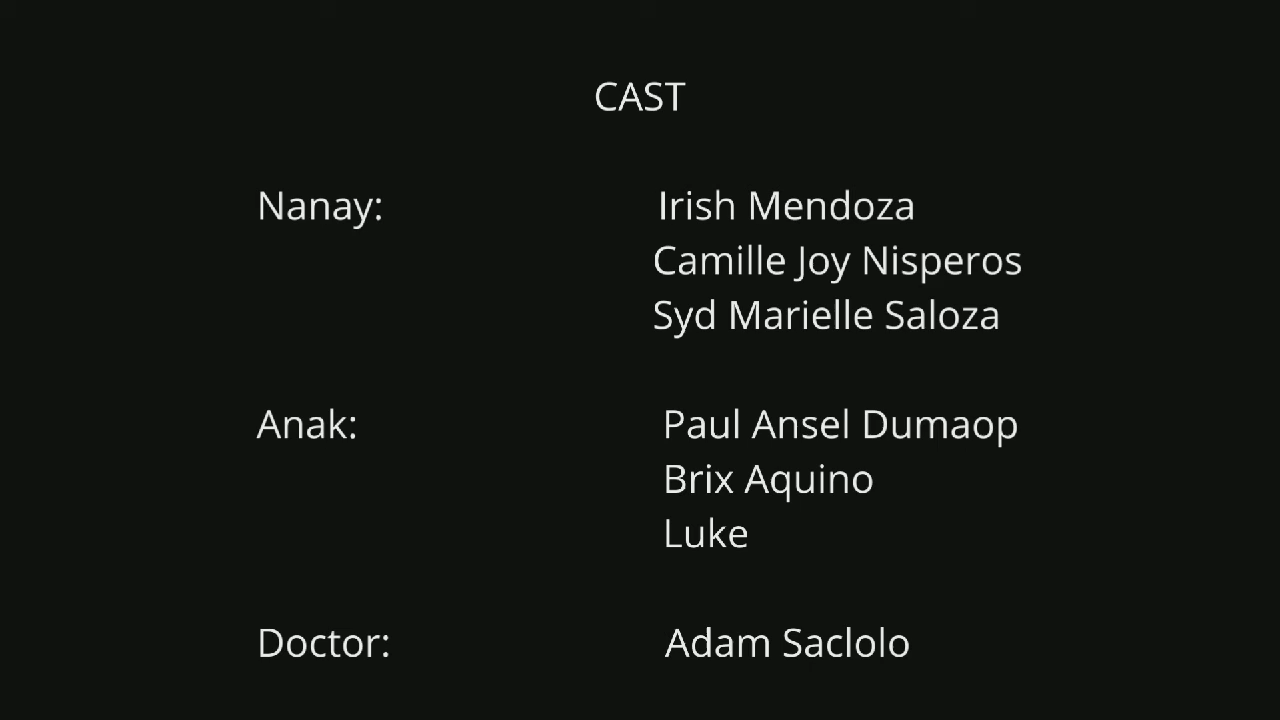 CAST
Nanay: Irish Mendoza
Camille Joy Nisperos
Syd Marielle Saloza
Anak: Paul Ansel Dumaop
Brix Aquino
Luke
Doctor: Adam Saclolo